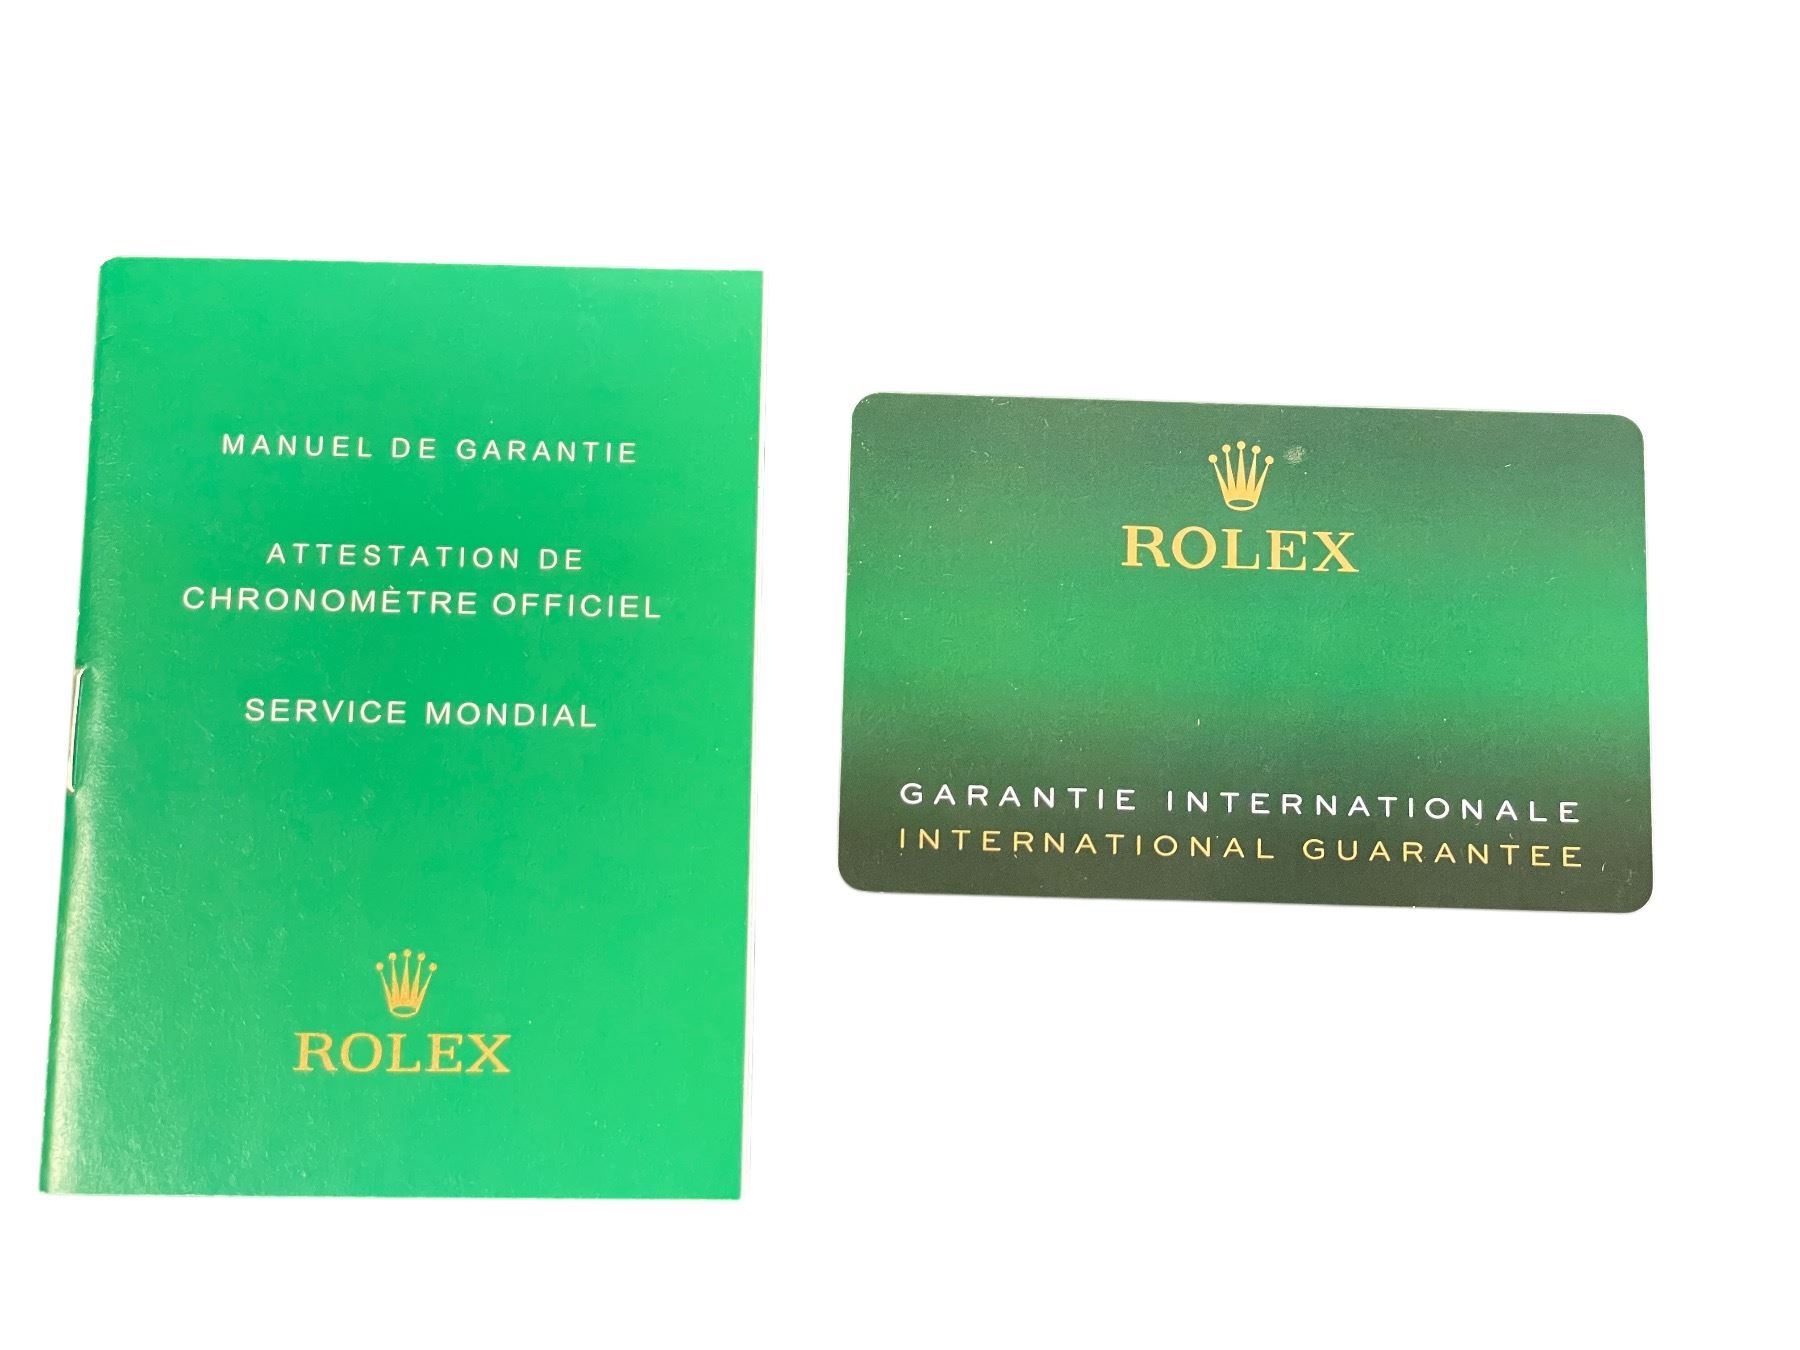 MANUEL DE GARANTIE
ATTESTATION DE
CHRONOMÈTRE OFFICIEL
SERVICE MONDIAL
ROLEX
ROLEX
GARANTIE INTERNATIONALE
INTERNATIONAL GUARANTEE